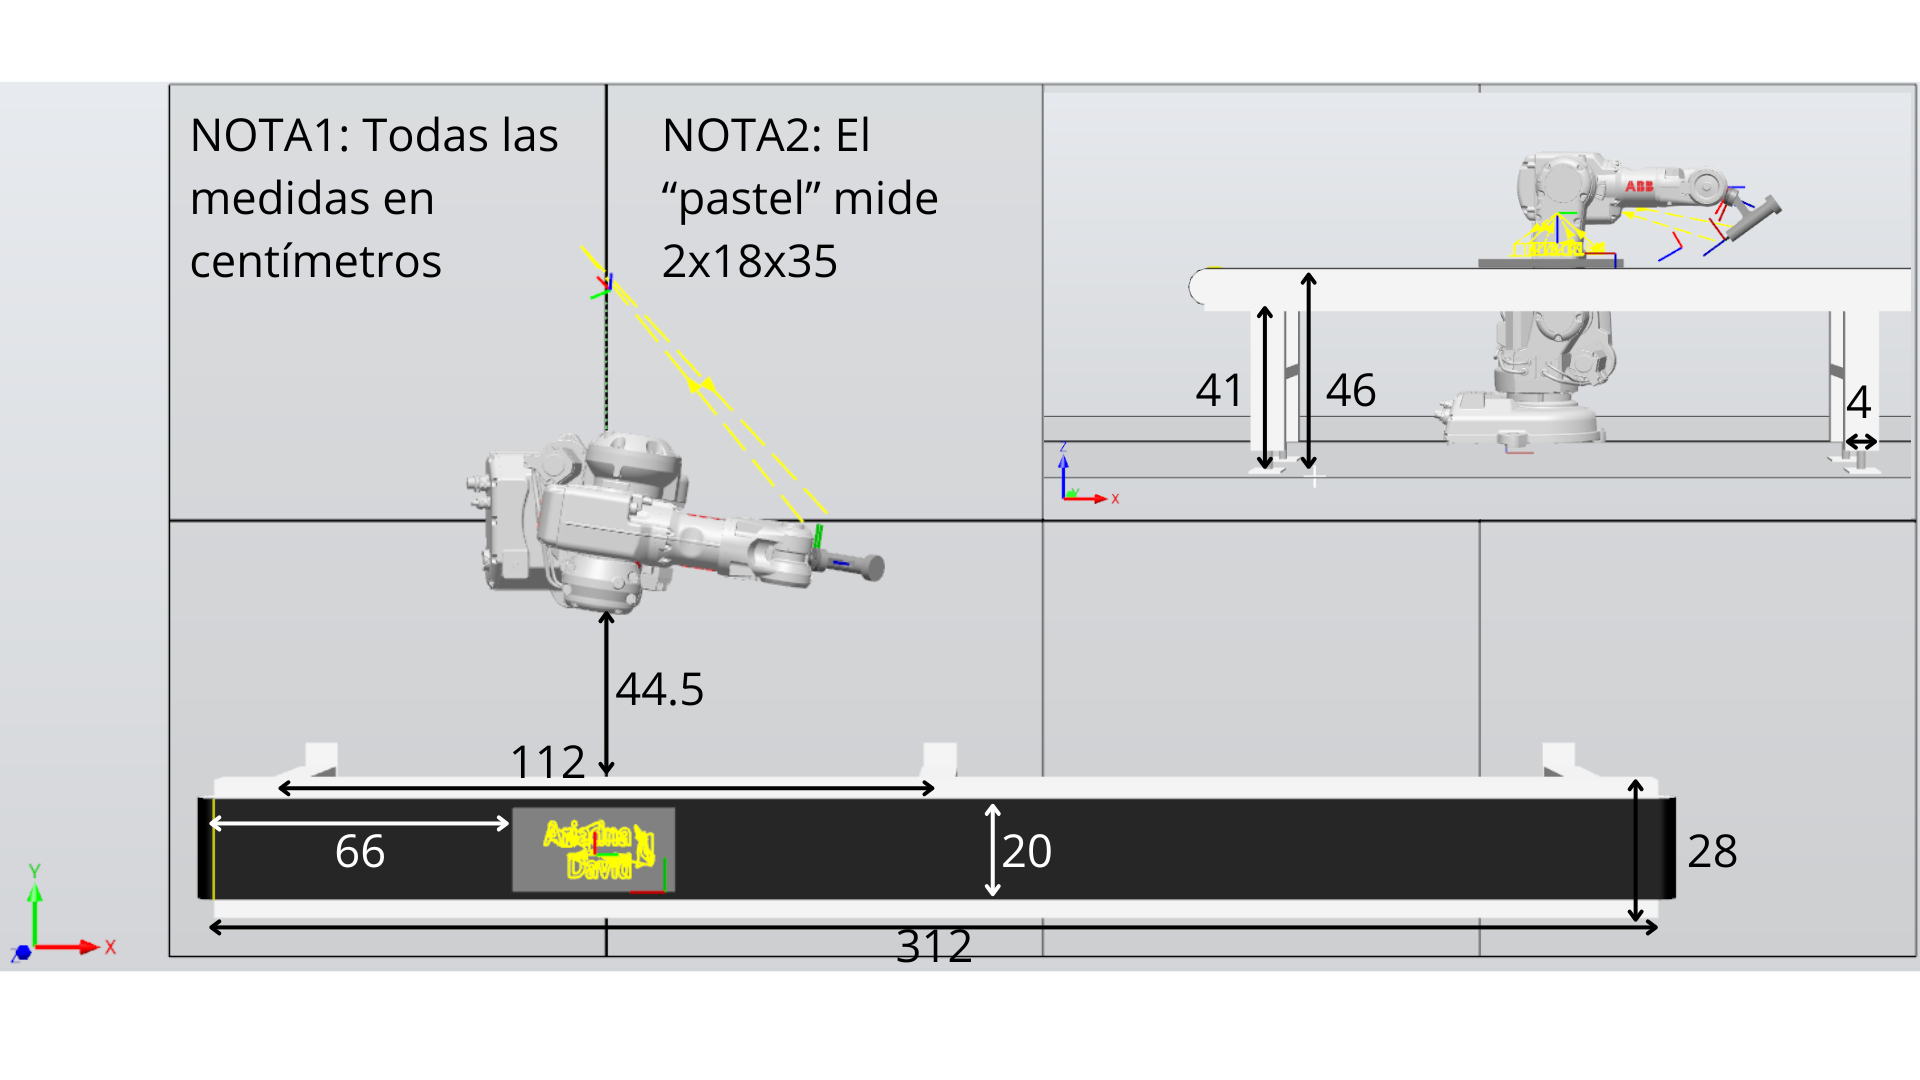 NOTA1: Todas las
medidas en
centímetros
NOTA2: El
“pastel” mide
2x18x35
ABB
41
46
4
Z
Y
X
44.5
112
66
20
28
David
312
Y
Z
X